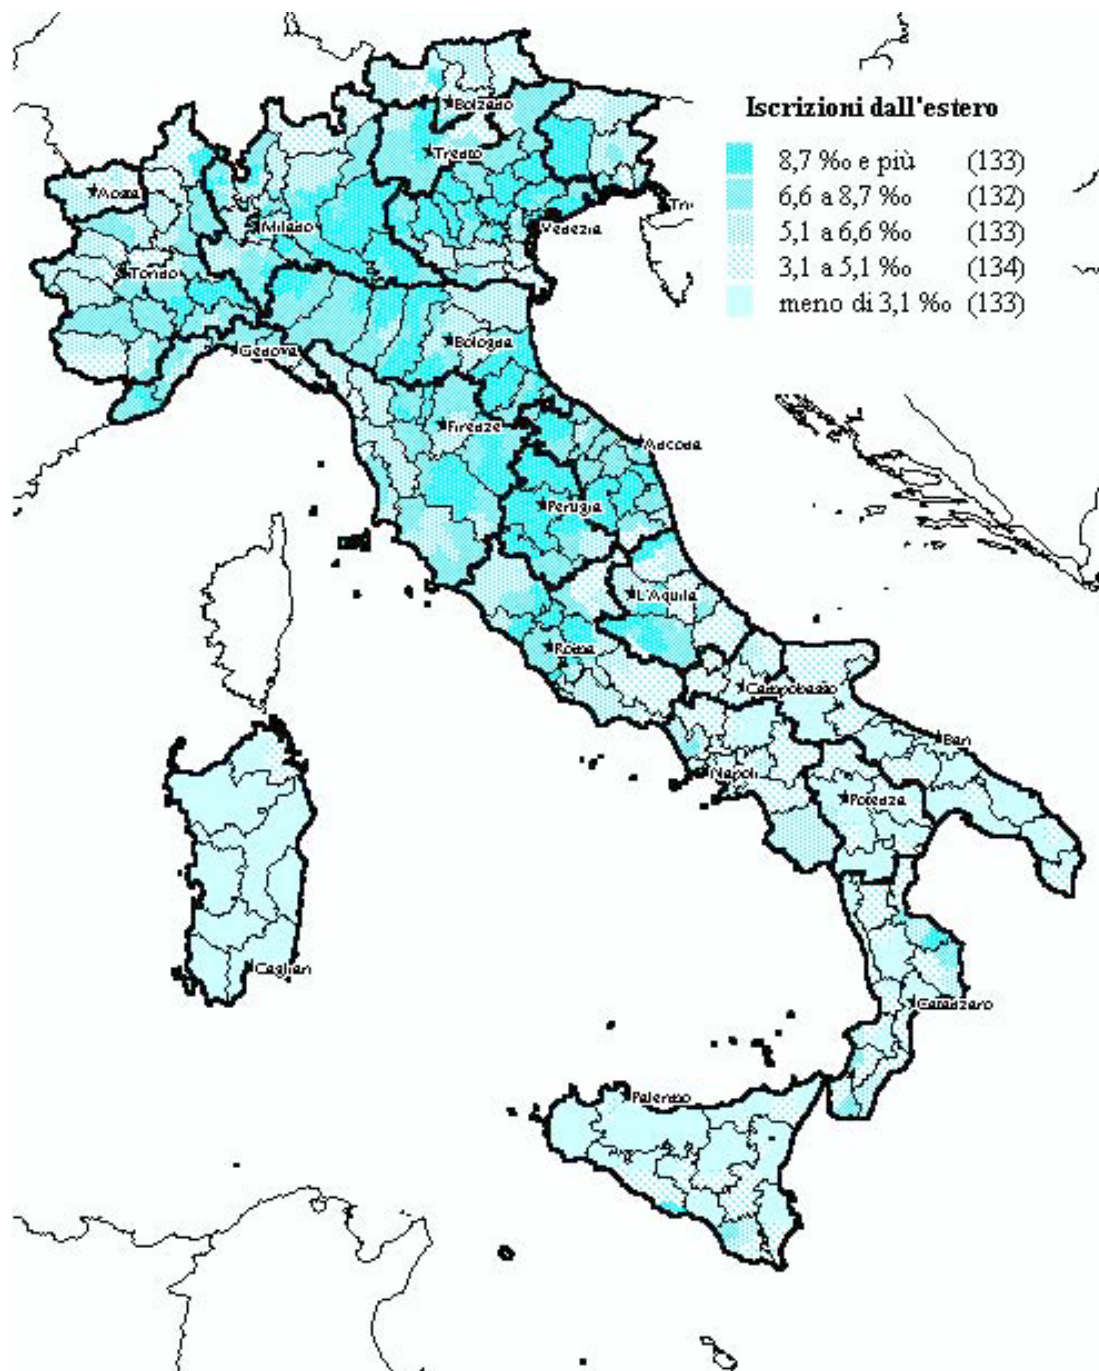 Iscrizioni dall'estero
8,7 ‰ e più (133)
6,6 a 8,7 ‰ (132)
5,1 a 6,6 ‰ (133)
3,1 a 5,1 ‰ (134)
meno di 3,1 ‰ (133)
Bolzano
Trento
Aosta
Tri
Milano
Venezia
Torino
Genova
Bologna
Firenze
Ancona
Perugia
L'Aquila
Roma
Campobasso
Bari
Napoli
Potenza
Cagliari
Catanzaro
Palermo